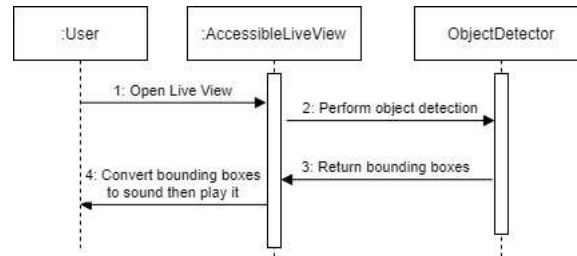 :User
:AccessibleLiveView
ObjectDetector
1: Open Live View
2: Perform object detection
3: Return bounding boxes
4: Convert bounding boxes
to sound then play it